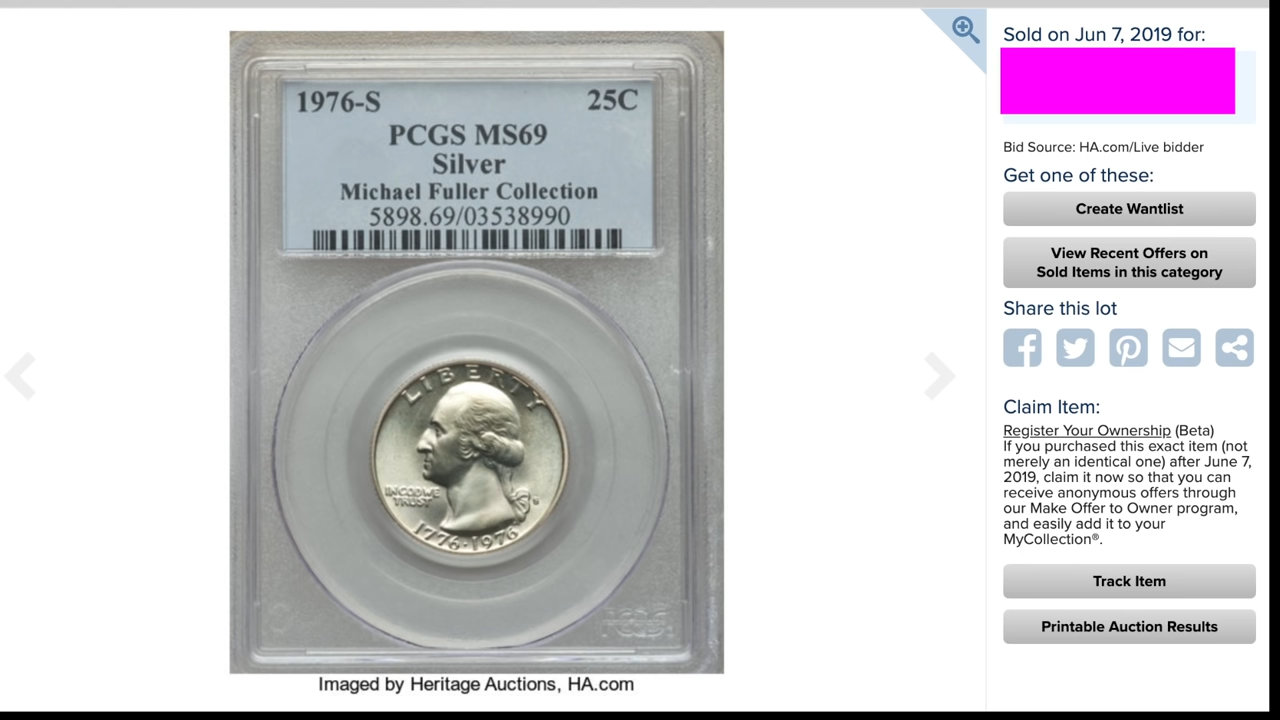 1976-S 25C
PCGS MS69
Silver
Michael Fuller Collection
5898.69/03538990
LIBERTY
IN GOD WE
TRUST
1776·1976
PCGS
Imaged by Heritage Auctions, HA.com
Sold on Jun 7, 2019 for:
Bid Source: HA.com/Live bidder
Get one of these:
Create Wantlist
View Recent Offers on
Sold Items in this category
Share this lot
Claim Item:
Register Your Ownership (Beta)
If you purchased this exact item (not
merely an identical one) after June 7,
2019, claim it now so that you can
receive anonymous offers through
our Make Offer to Owner program,
and easily add it to your
MyCollection®.
Track Item
Printable Auction Results